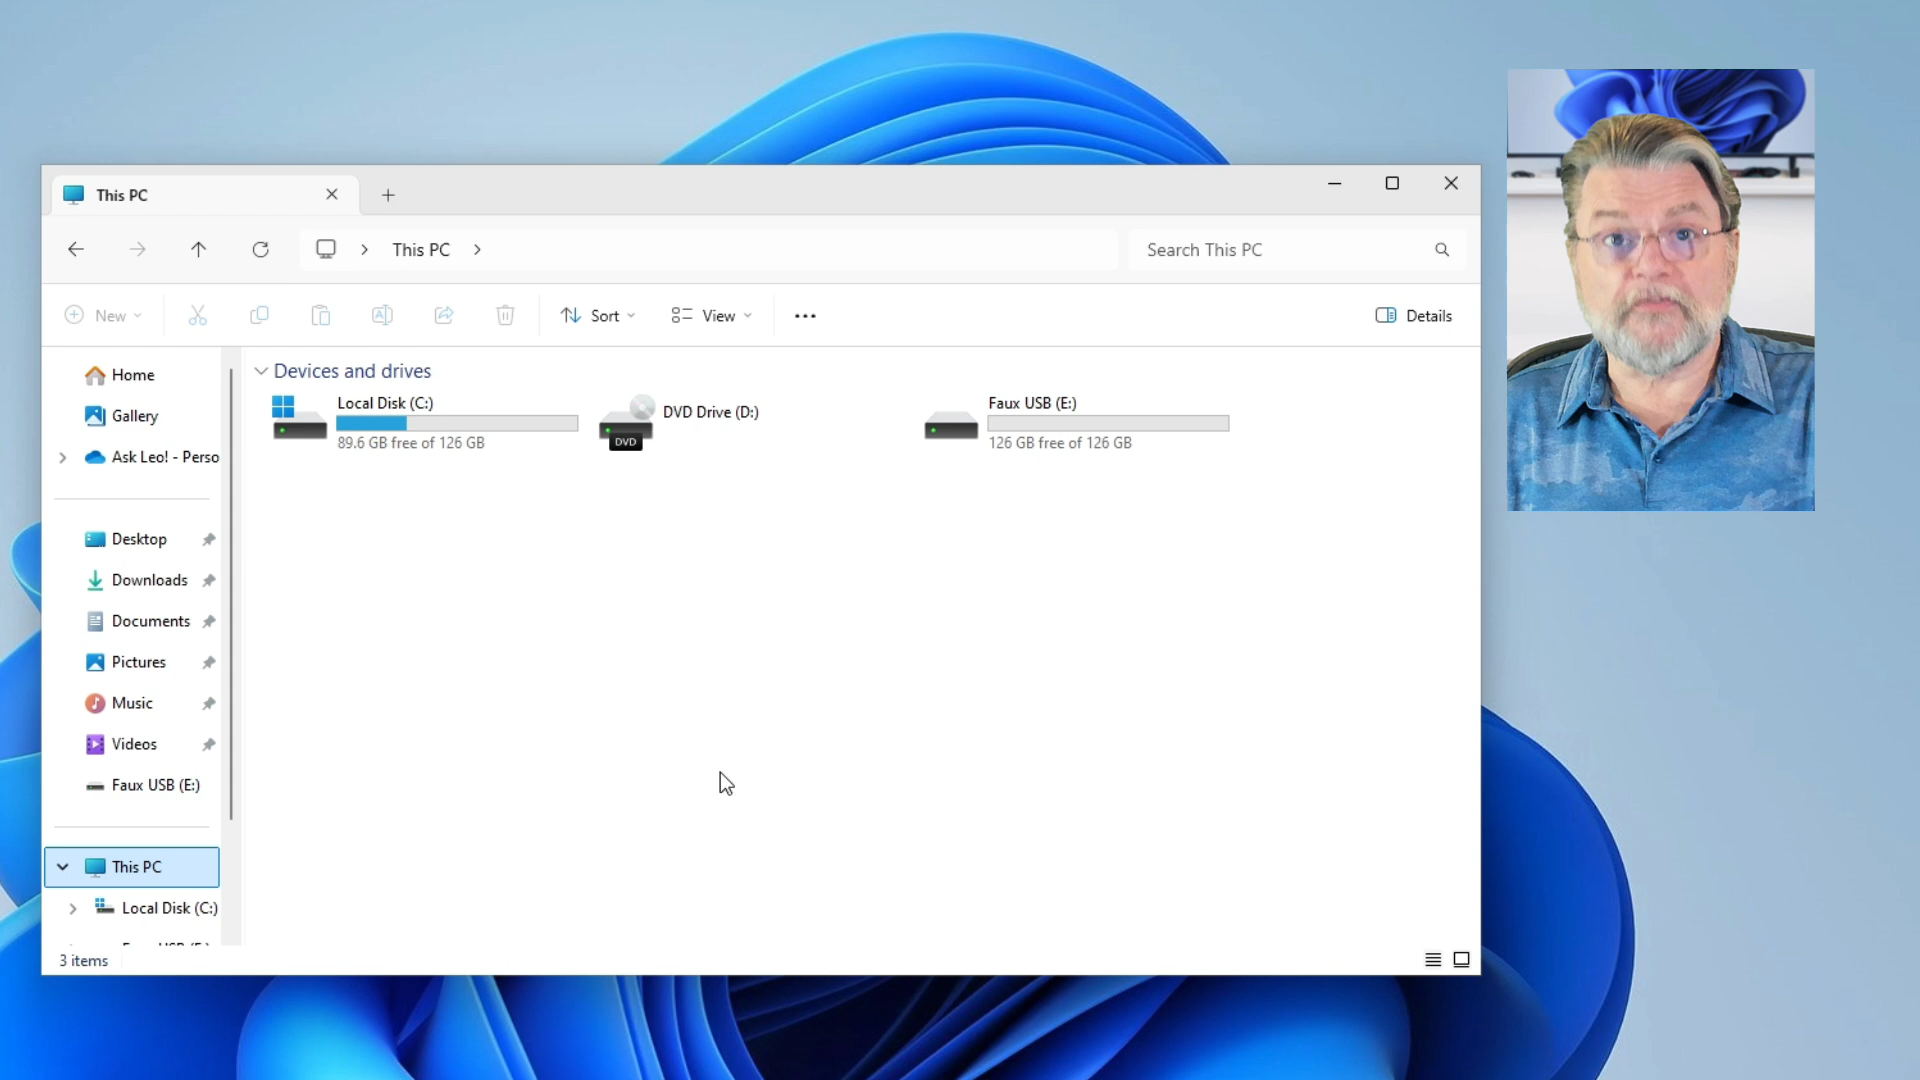 This PC
This PC
Search This PC
New
Sort
View
Details
Home
Gallery
Ask Leo! - Perso
Desktop
Downloads
Documents
Pictures
Music
Videos
Faux USB (E:)
This PC
Local Disk (C:)
Devices and drives
Local Disk (C:)
89.6 GB free of 126 GB
DVD
DVD Drive (D:)
Faux USB (E:)
126 GB free of 126 GB
3 items